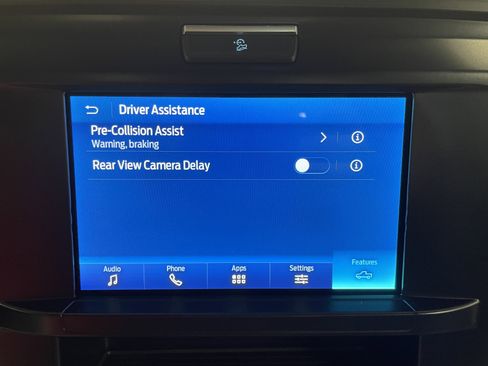 Driver Assistance
Pre-Collision Assist
Warning, braking
Rear View Camera Delay
Audio Phone Apps Settings Features